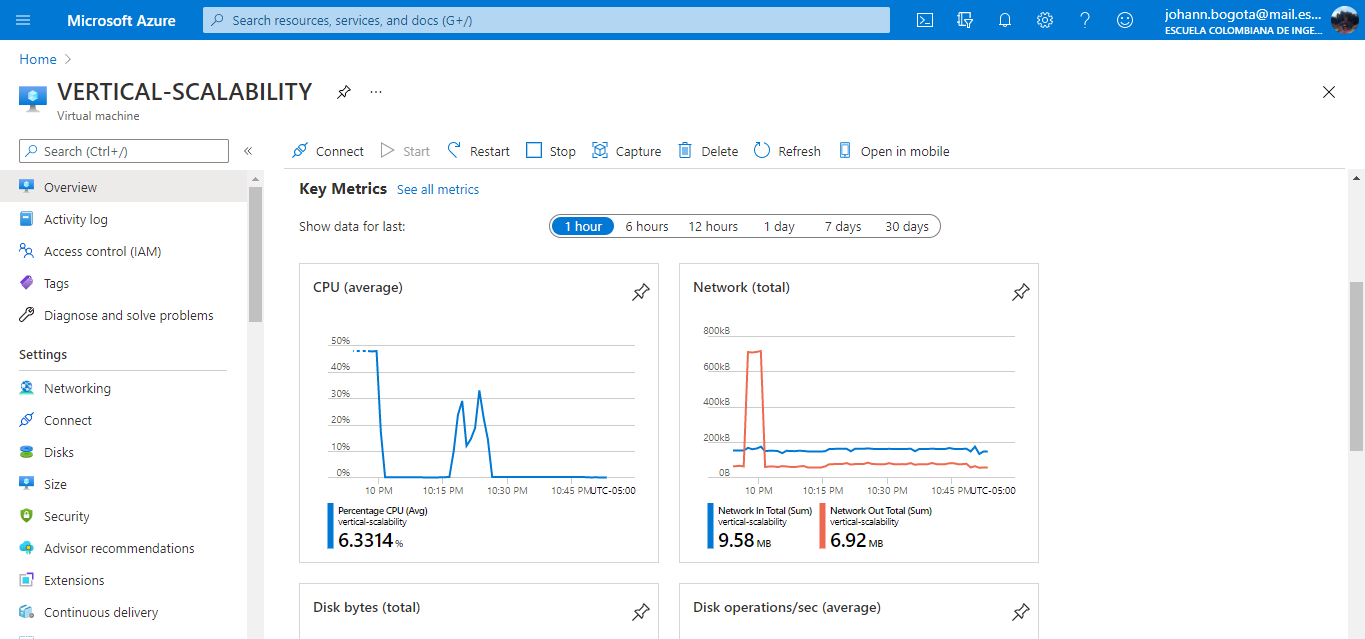 Microsoft Azure
Search resources, services, and docs (G+/)
johann.bogota@mail.es...
ESCUELA COLOMBIANA DE INGE...
Home
VERTICAL-SCALABILITY
Virtual machine
Search (Ctrl+/)
Connect Start Restart Stop Capture Delete Refresh Open in mobile
Overview
Activity log
Access control (IAM)
Tags
Diagnose and solve problems
Settings
Networking
Connect
Disks
Size
Security
Advisor recommendations
Extensions
Continuous delivery
Key Metrics See all metrics
Show data for last: 1 hour 6 hours 12 hours 1 day 7 days 30 days
CPU (average)
50%
40%
30%
20%
10%
0%
10 PM 10:15 PM 10:30 PM 10:45 PM UTC-05:00
Percentage CPU (Avg)
vertical-scalability
6.3314 %
Network (total)
800kB
600kB
400kB
200kB
0B
10 PM 10:15 PM 10:30 PM 10:45 PM UTC-05:00
Network In Total (Sum)
vertical-scalability
9.58 MB
Network Out Total (Sum)
vertical-scalability
6.92 MB
Disk bytes (total)
Disk operations/sec (average)